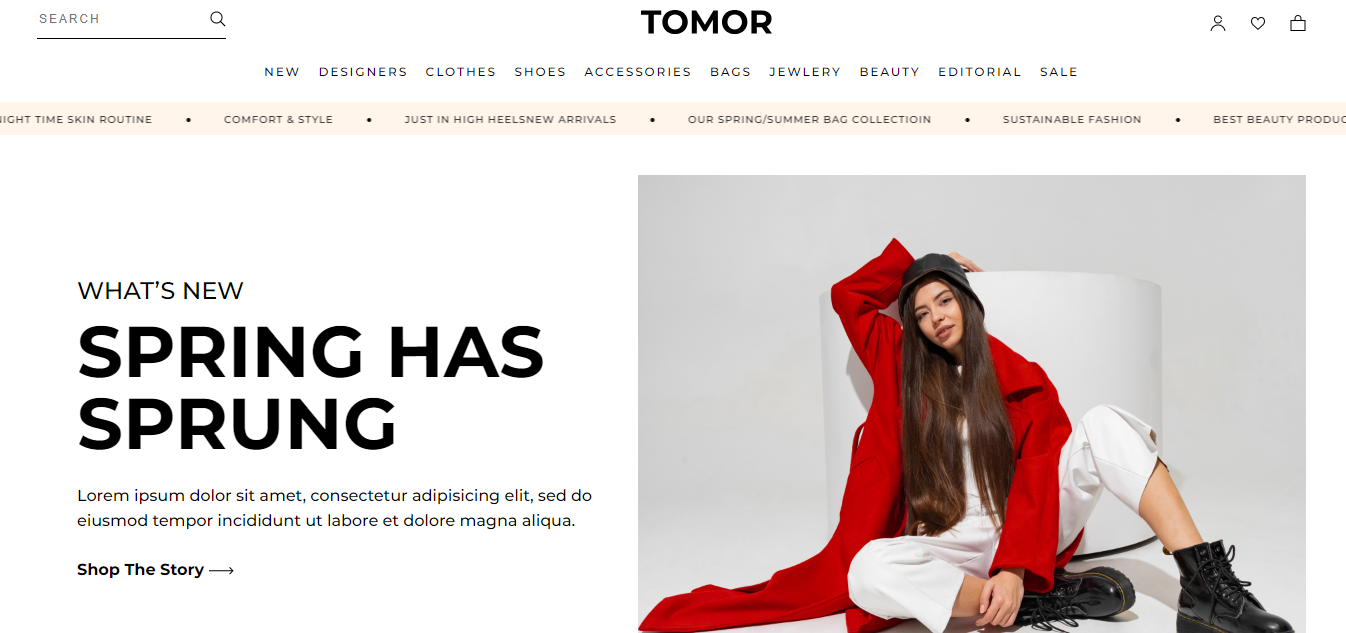 SEARCH
TOMOR
NEW DESIGNERS CLOTHES SHOES ACCESSORIES BAGS JEWLERY BEAUTY EDITORIAL SALE
NIGHT TIME SKIN ROUTINE • COMFORT & STYLE • JUST IN HIGH HEELSNEW ARRIVALS • OUR SPRING/SUMMER BAG COLLECTIOIN • SUSTAINABLE FASHION • BEST BEAUTY PRODUC
WHAT’S NEW
SPRING HAS
SPRUNG
Lorem ipsum dolor sit amet, consectetur adipisicing elit, sed do
eiusmod tempor incididunt ut labore et dolore magna aliqua.
Shop The Story